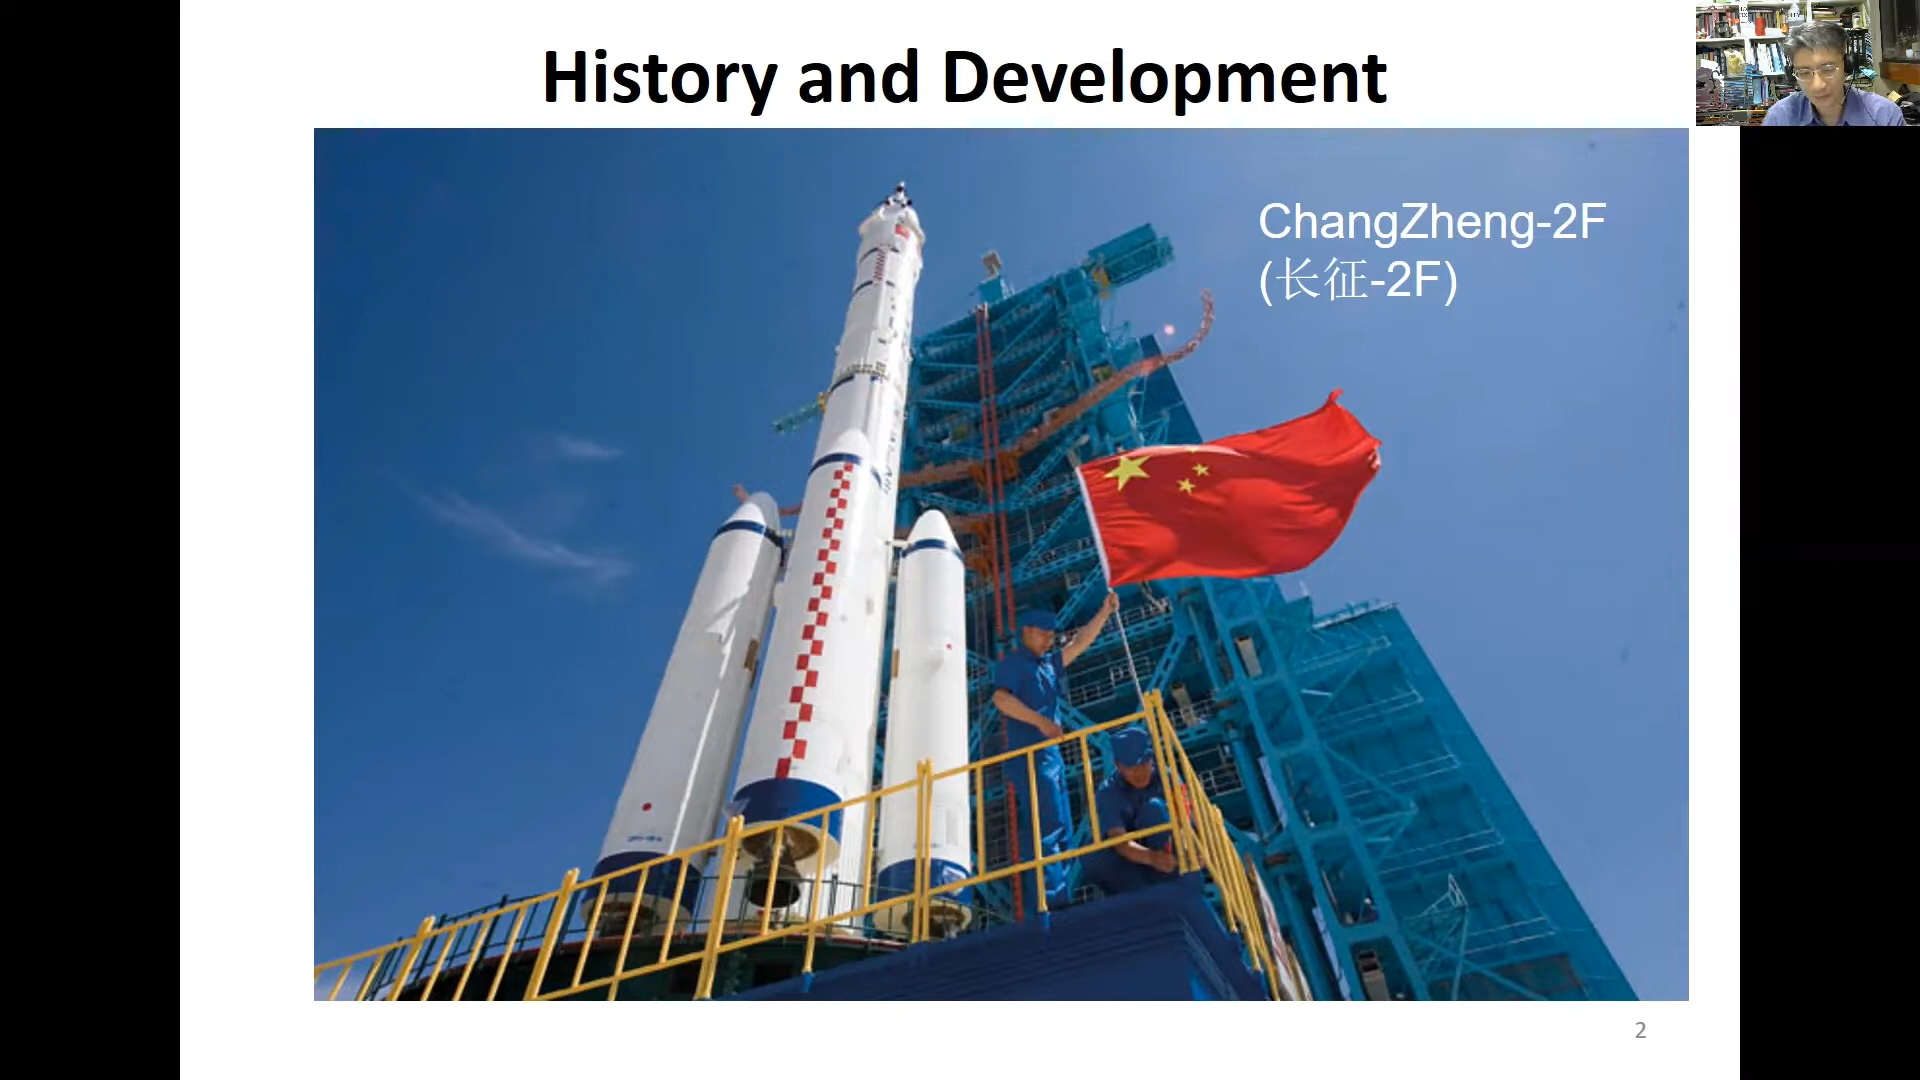 History and Development
ChangZheng-2F
(长征-2F)
2